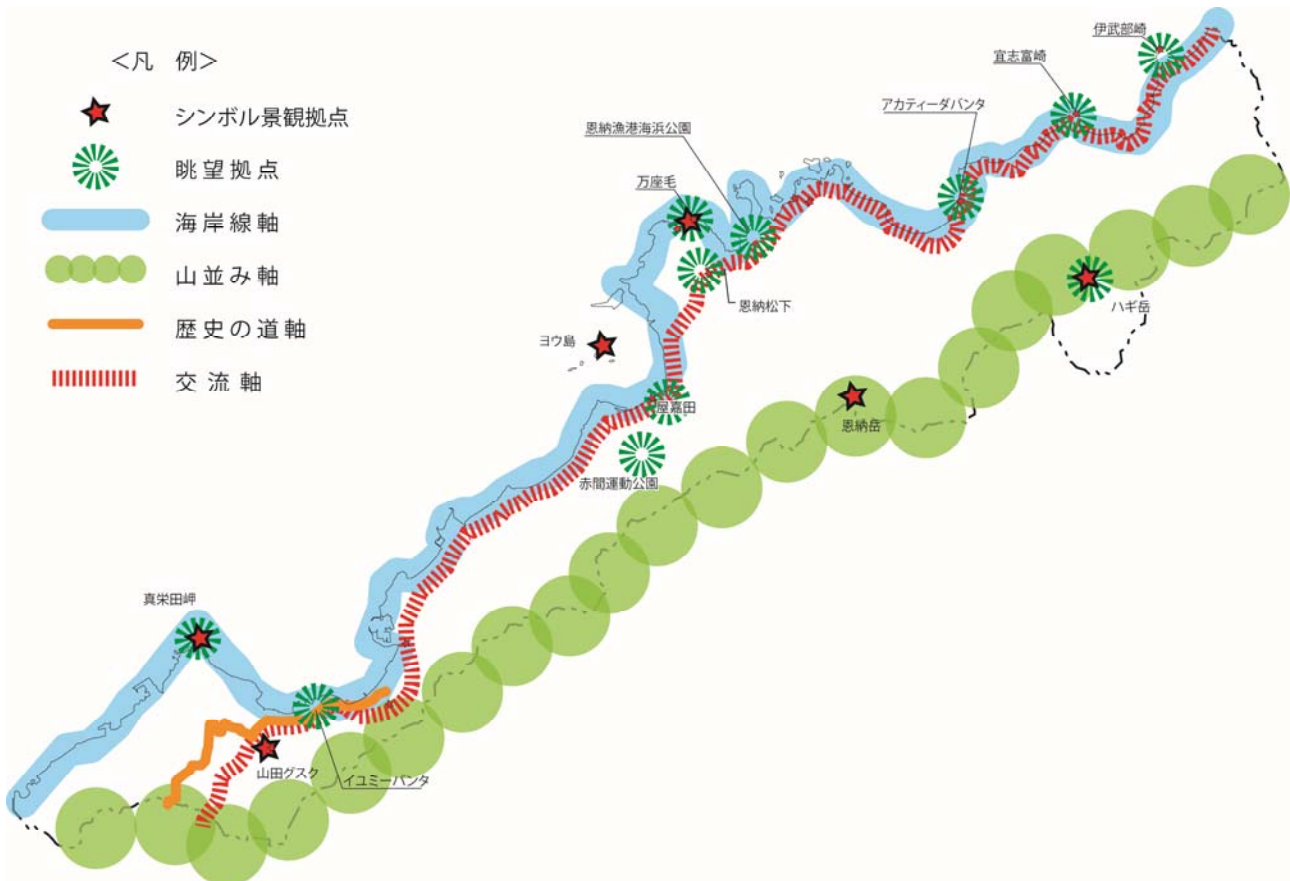 ＜凡　例＞
シンボル景観拠点
眺望拠点
海岸線軸
山並み軸
歴史の道軸
交流軸
伊武部崎
宜志富崎
アカティーダバンタ
恩納漁港海浜公園
万座毛
恩納松下
ハギ岳
ヨウ島
屋嘉田
恩納岳
赤間運動公園
真栄田岬
山田グスク
イユミーバンタ